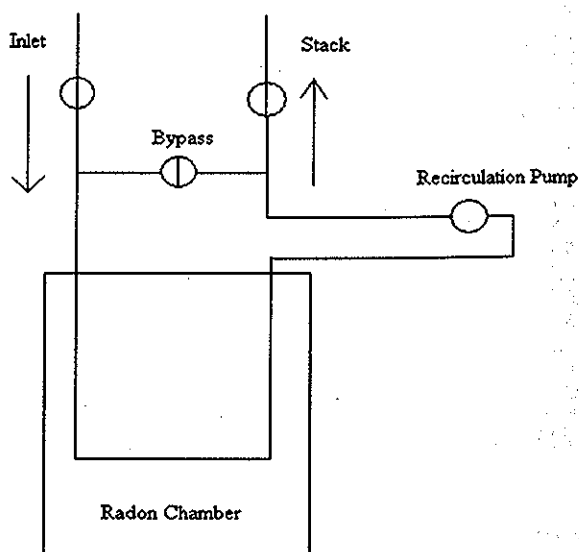 Inlet
Stack
Bypass
Recirculation Pump
Radon Chamber